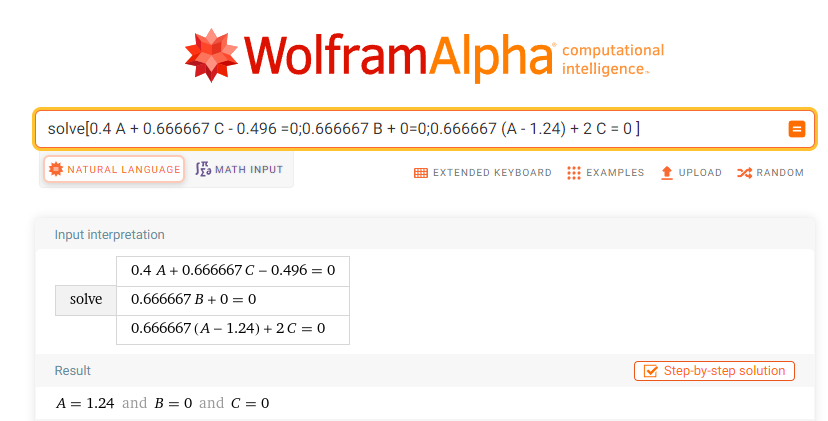 WolframAlpha computational
intelligence™
solve[0.4 A + 0.666667 C - 0.496 =0;0.666667 B + 0=0;0.666667 (A - 1.24) + 2 C = 0 ]
NATURAL LANGUAGE MATH INPUT EXTENDED KEYBOARD EXAMPLES UPLOAD RANDOM
Input interpretation
0.4 A + 0.666667 C − 0.496 = 0
solve 0.666667 B + 0 = 0
0.666667 (A − 1.24) + 2 C = 0
Result Step-by-step solution
A = 1.24 and B = 0 and C = 0